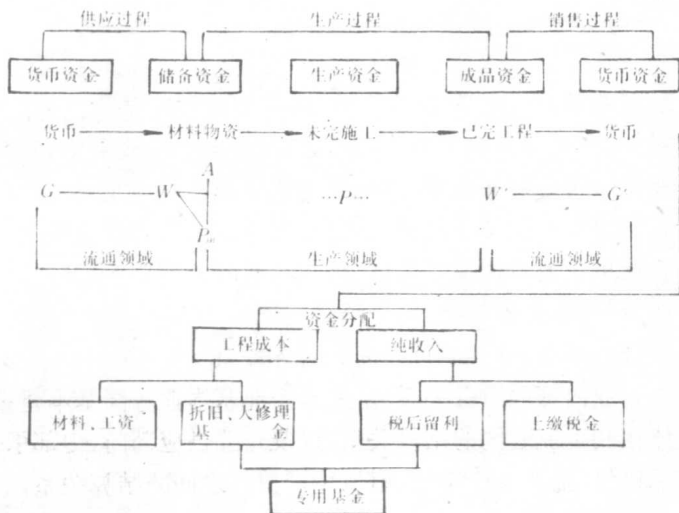 供应过程 生产过程 销售过程
货币资金 储备资金 生产资金 成品资金 货币资金
货币 材料物资 未完施工 已完工程 货币
A
G W …P… W' G'
Pm
流通领域 生产领域 流通领域
资金分配
工程成本 纯收入
材料、工资 折旧、大修理基金 税后留利 上缴税金
专用基金